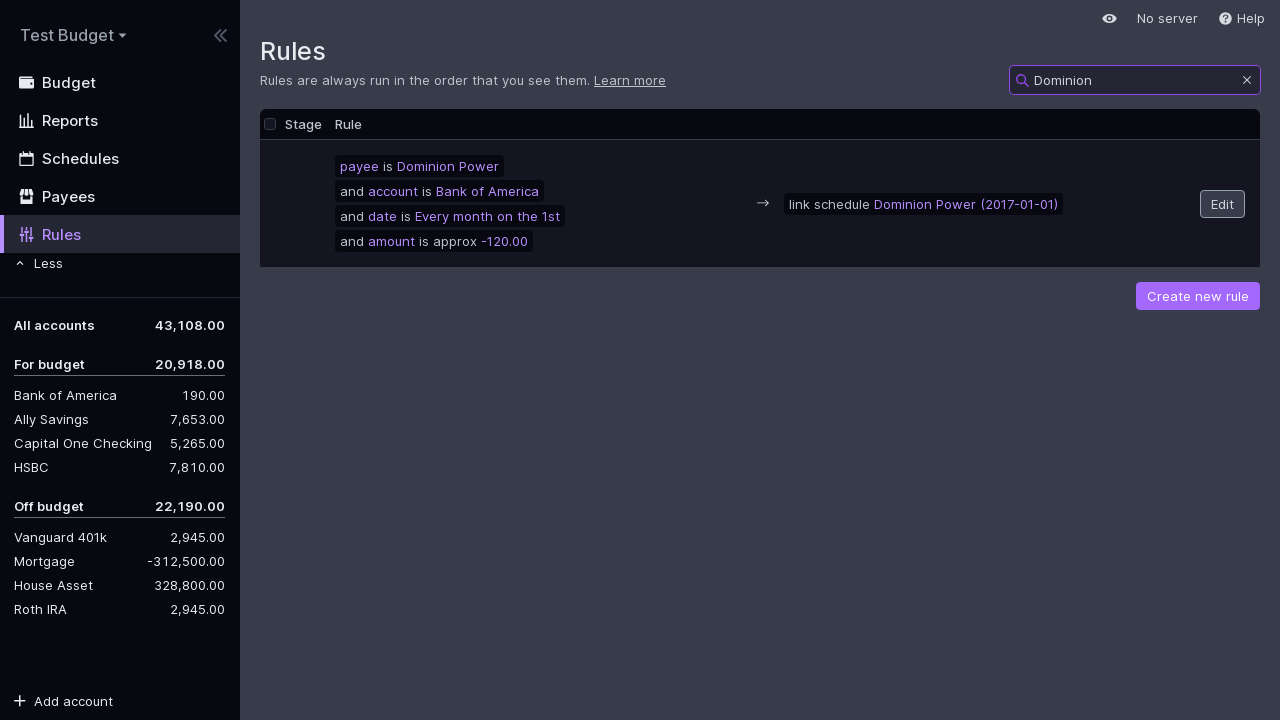 Test Budget
No server
Help
Budget
Reports
Schedules
Payees
Rules
Less
All accounts 43,108.00
For budget 20,918.00
Bank of America 190.00
Ally Savings 7,653.00
Capital One Checking 5,265.00
HSBC 7,810.00
Off budget 22,190.00
Vanguard 401k 2,945.00
Mortgage -312,500.00
House Asset 328,800.00
Roth IRA 2,945.00
Add account
Rules
Rules are always run in the order that you see them. Learn more
Dominion
Stage Rule
payee is Dominion Power
and account is Bank of America
and date is Every month on the 1st
and amount is approx -120.00
→ link schedule Dominion Power (2017-01-01)
Edit
Create new rule